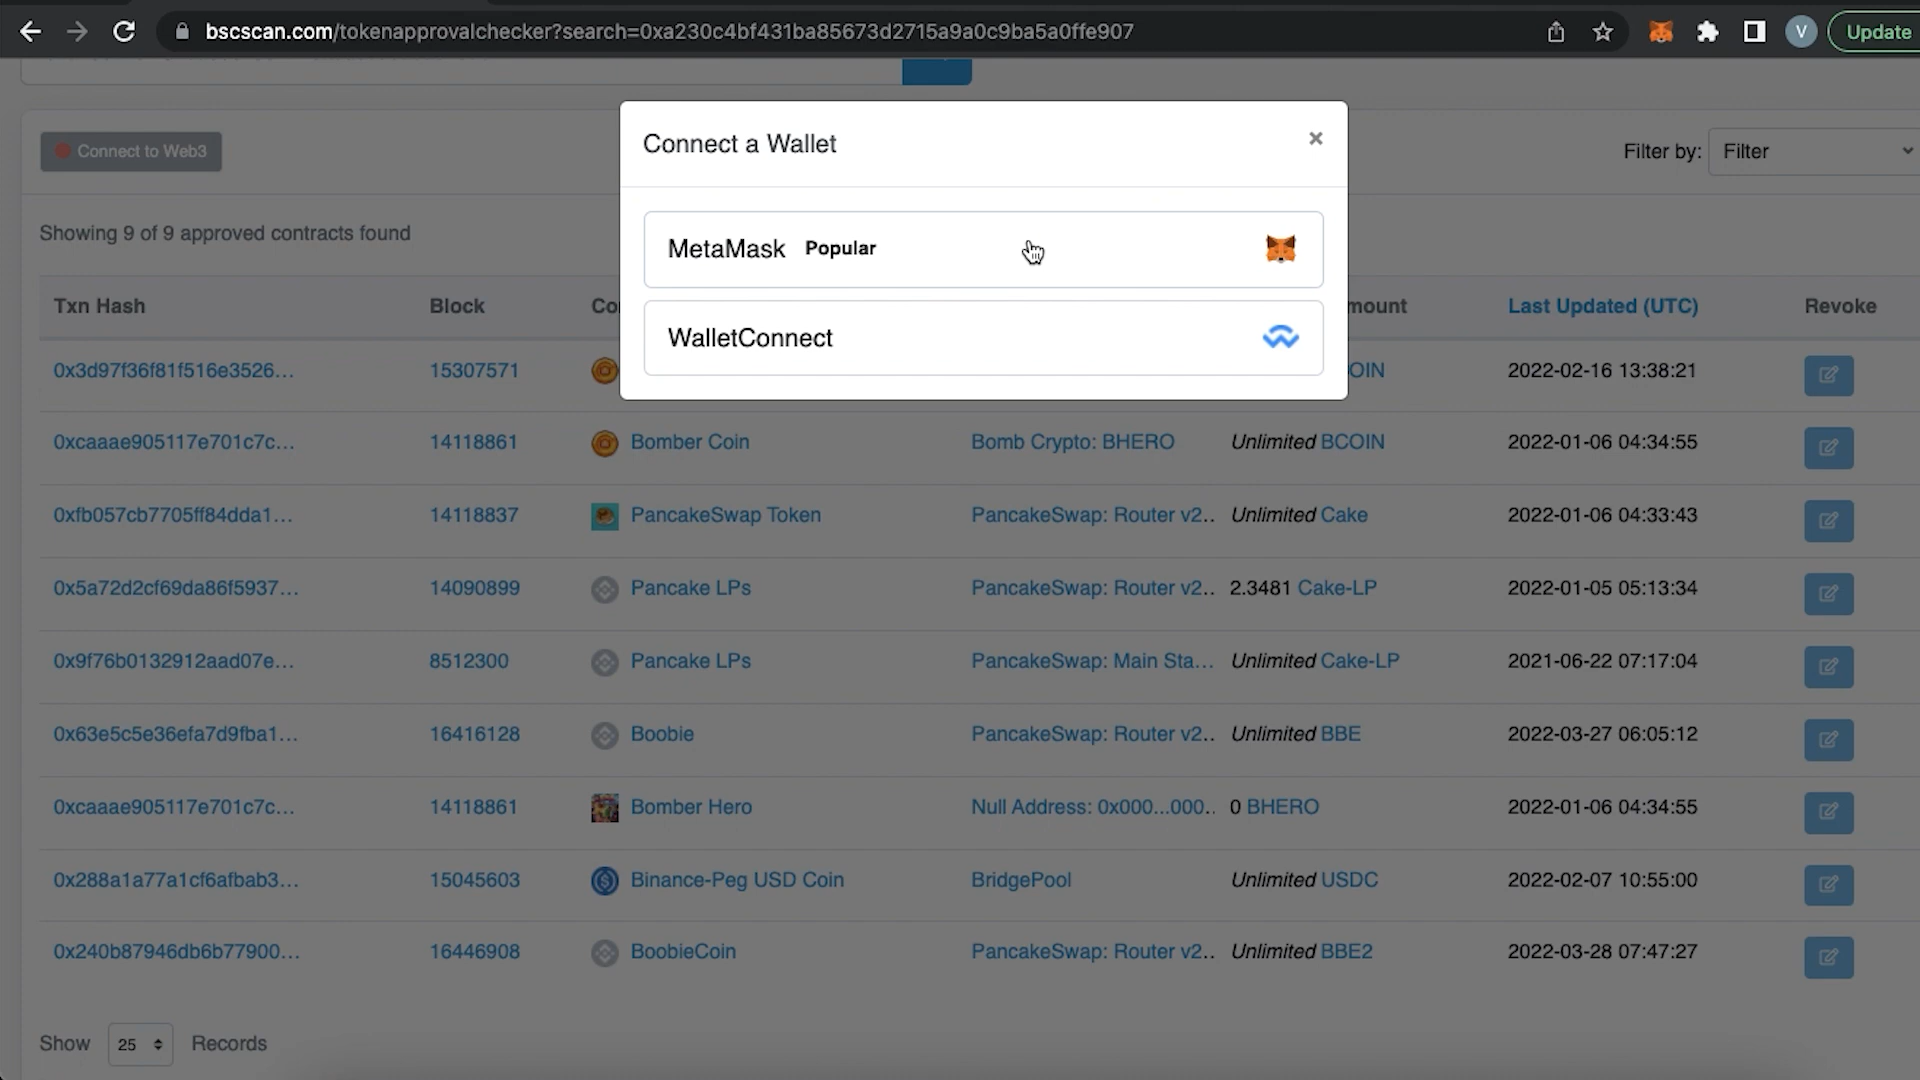 bscscan.com/tokenapprovalchecker?search=0xa230c4bf431ba85673d2715a9a0c9ba5a0ffe907
V
Update
Connect a Wallet
×
Connect to Web3
Filter by: Filter
MetaMask Popular
WalletConnect
Showing 9 of 9 approved contracts found
Txn Hash Block Co mount Last Updated (UTC) Revoke
0x3d97f36f81f516e3526... 15307571 OIN 2022-02-16 13:38:21
0xcaaae905117e701c7c... 14118861 Bomber Coin Bomb Crypto: BHERO Unlimited BCOIN 2022-01-06 04:34:55
0xfb057cb7705ff84dda1... 14118837 PancakeSwap Token PancakeSwap: Router v2.. Unlimited Cake 2022-01-06 04:33:43
0x5a72d2cf69da86f5937... 14090899 Pancake LPs PancakeSwap: Router v2.. 2.3481 Cake-LP 2022-01-05 05:13:34
0x9f76b0132912aad07e... 8512300 Pancake LPs PancakeSwap: Main Sta... Unlimited Cake-LP 2021-06-22 07:17:04
0x63e5c5e36efa7d9fba1... 16416128 Boobie PancakeSwap: Router v2.. Unlimited BBE 2022-03-27 06:05:12
0xcaaae905117e701c7c... 14118861 Bomber Hero Null Address: 0x000...000.. 0 BHERO 2022-01-06 04:34:55
0x288a1a77a1cf6afbab3... 15045603 Binance-Peg USD Coin BridgePool Unlimited USDC 2022-02-07 10:55:00
0x240b87946db6b77900... 16446908 BoobieCoin PancakeSwap: Router v2.. Unlimited BBE2 2022-03-28 07:47:27
Show 25 Records